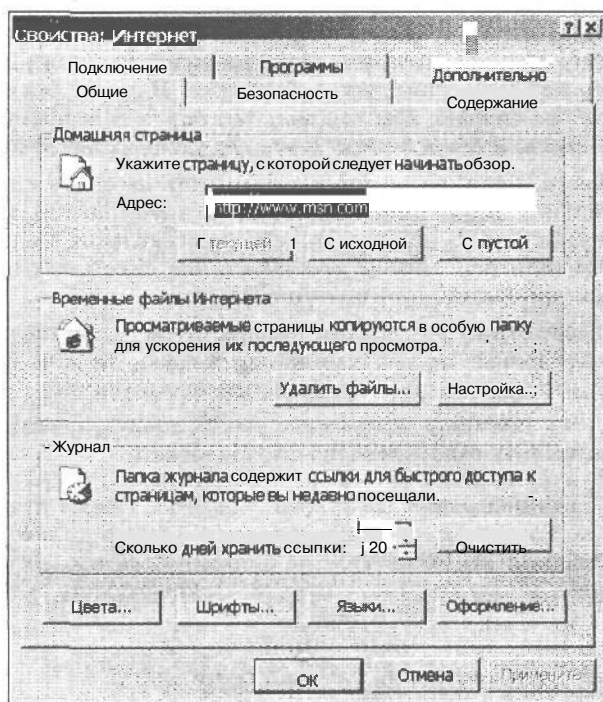 Свойства: Интернет
Подключение Программы Дополнительно
Общие Безопасность Содержание
Домашняя страница
Укажите страницу, с которой следует начинать обзор.
Адрес: http://www.msn.com
С текущей С исходной С пустой
Временные файлы Интернета
Просматриваемые страницы копируются в особую папку
для ускорения их последующего просмотра.
Удалить файлы... Настройка...
Журнал
Папка журнала содержит ссылки для быстрого доступа к
страницам, которые вы недавно посещали.
Сколько дней хранить ссылки: 20 Очистить
Цвета... Шрифты... Языки... Оформление...
ОК Отмена Применить